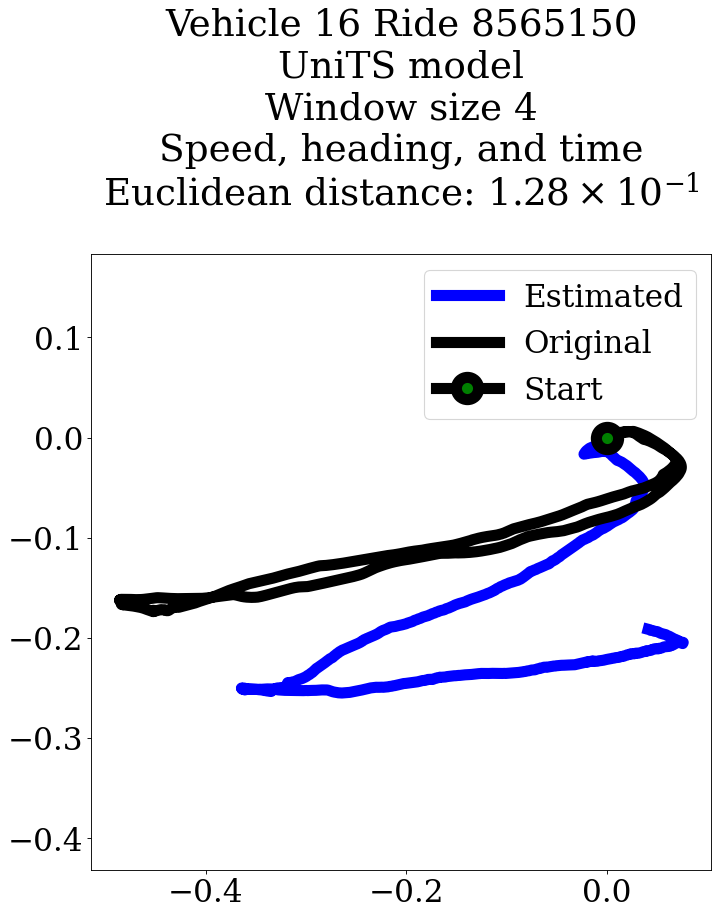 Vehicle 16 Ride 8565150
UniTS model
Window size 4
Speed, heading, and time
Euclidean distance: 1.28 × 10⁻¹
Estimated
Original
Start
0.1
0.0
−0.1
−0.2
−0.3
−0.4
−0.4 −0.2 0.0